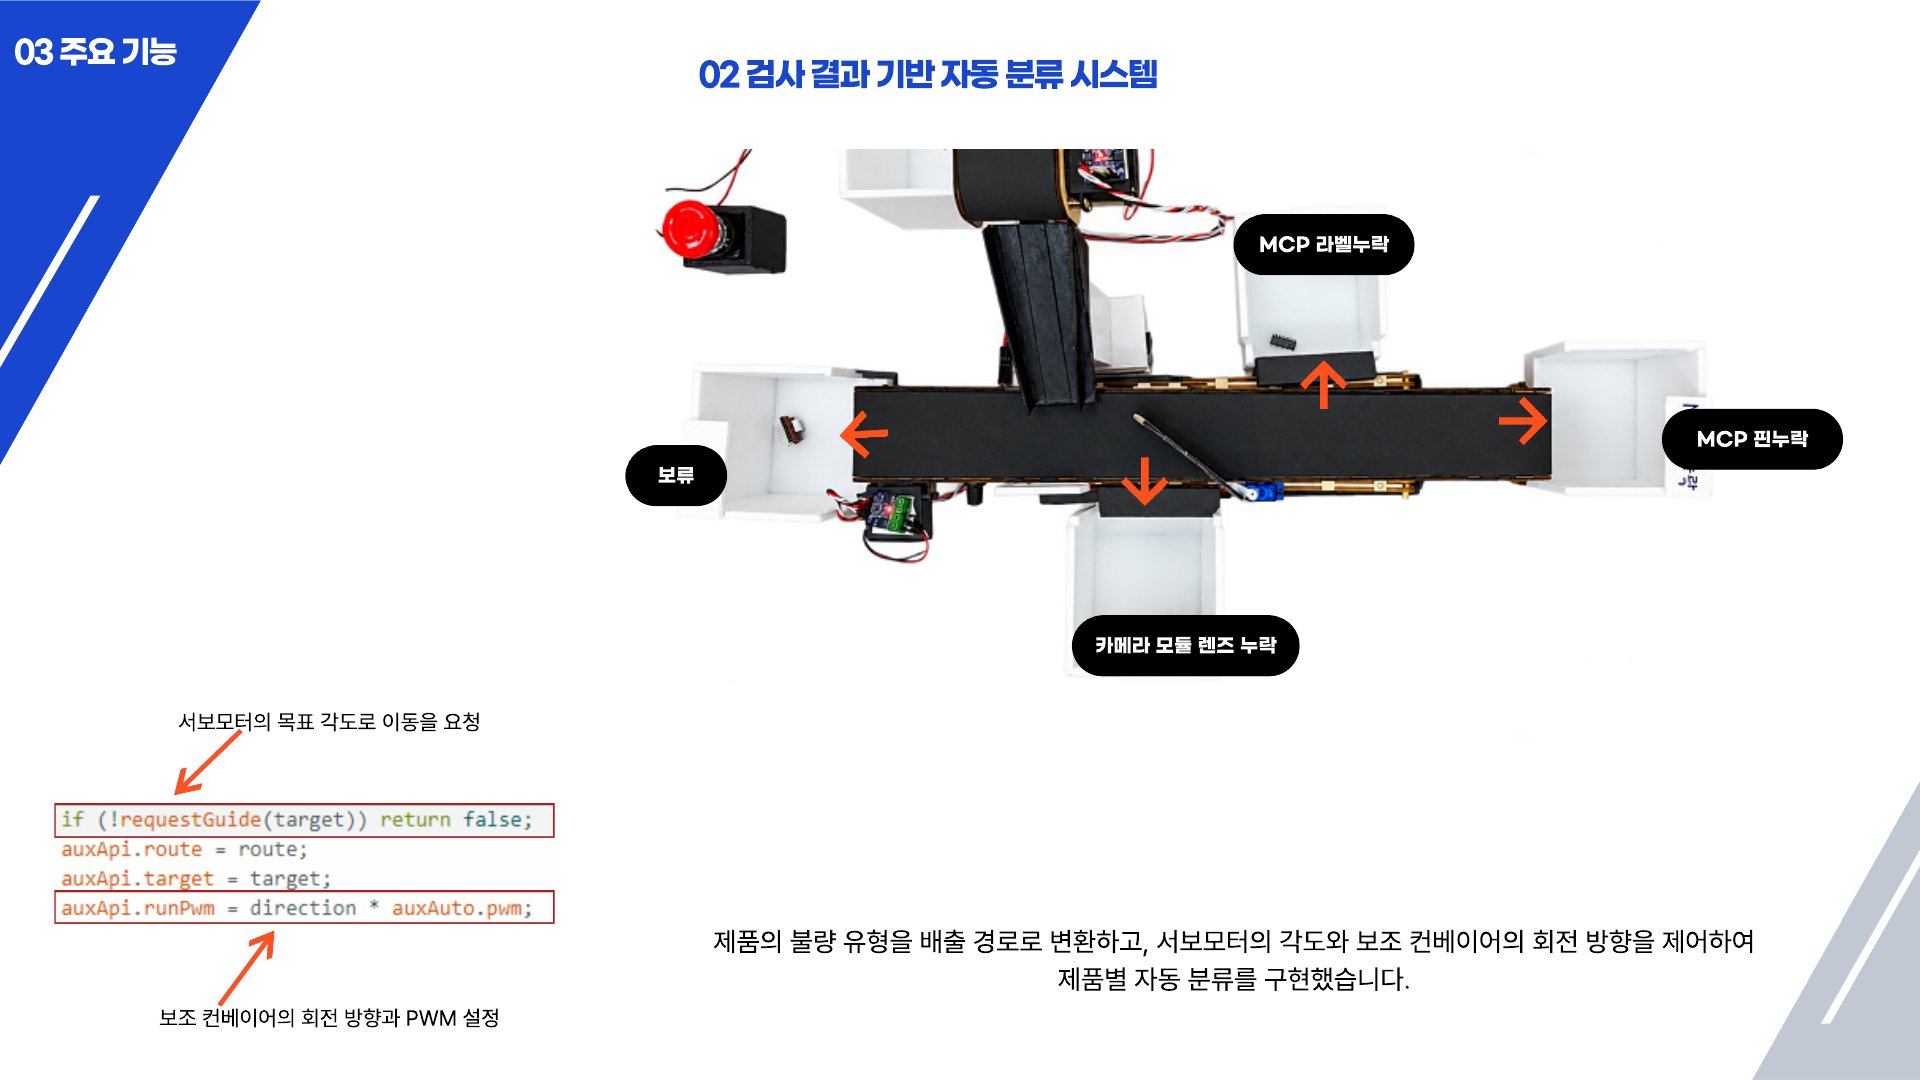 03 주요 기능
02 검사 결과 기반 자동 분류 시스템
MCP 라벨누락
MCP 핀누락
보류
카메라 모듈 렌즈 누락
서보모터의 목표 각도로 이동을 요청
if (!requestGuide(target)) return false;
auxApi.route = route;
auxApi.target = target;
auxApi.runPwm = direction * auxAuto.pwm;
보조 컨베이어의 회전 방향과 PWM 설정
제품의 불량 유형을 배출 경로로 변환하고, 서보모터의 각도와 보조 컨베이어의 회전 방향을 제어하여
제품별 자동 분류를 구현했습니다.